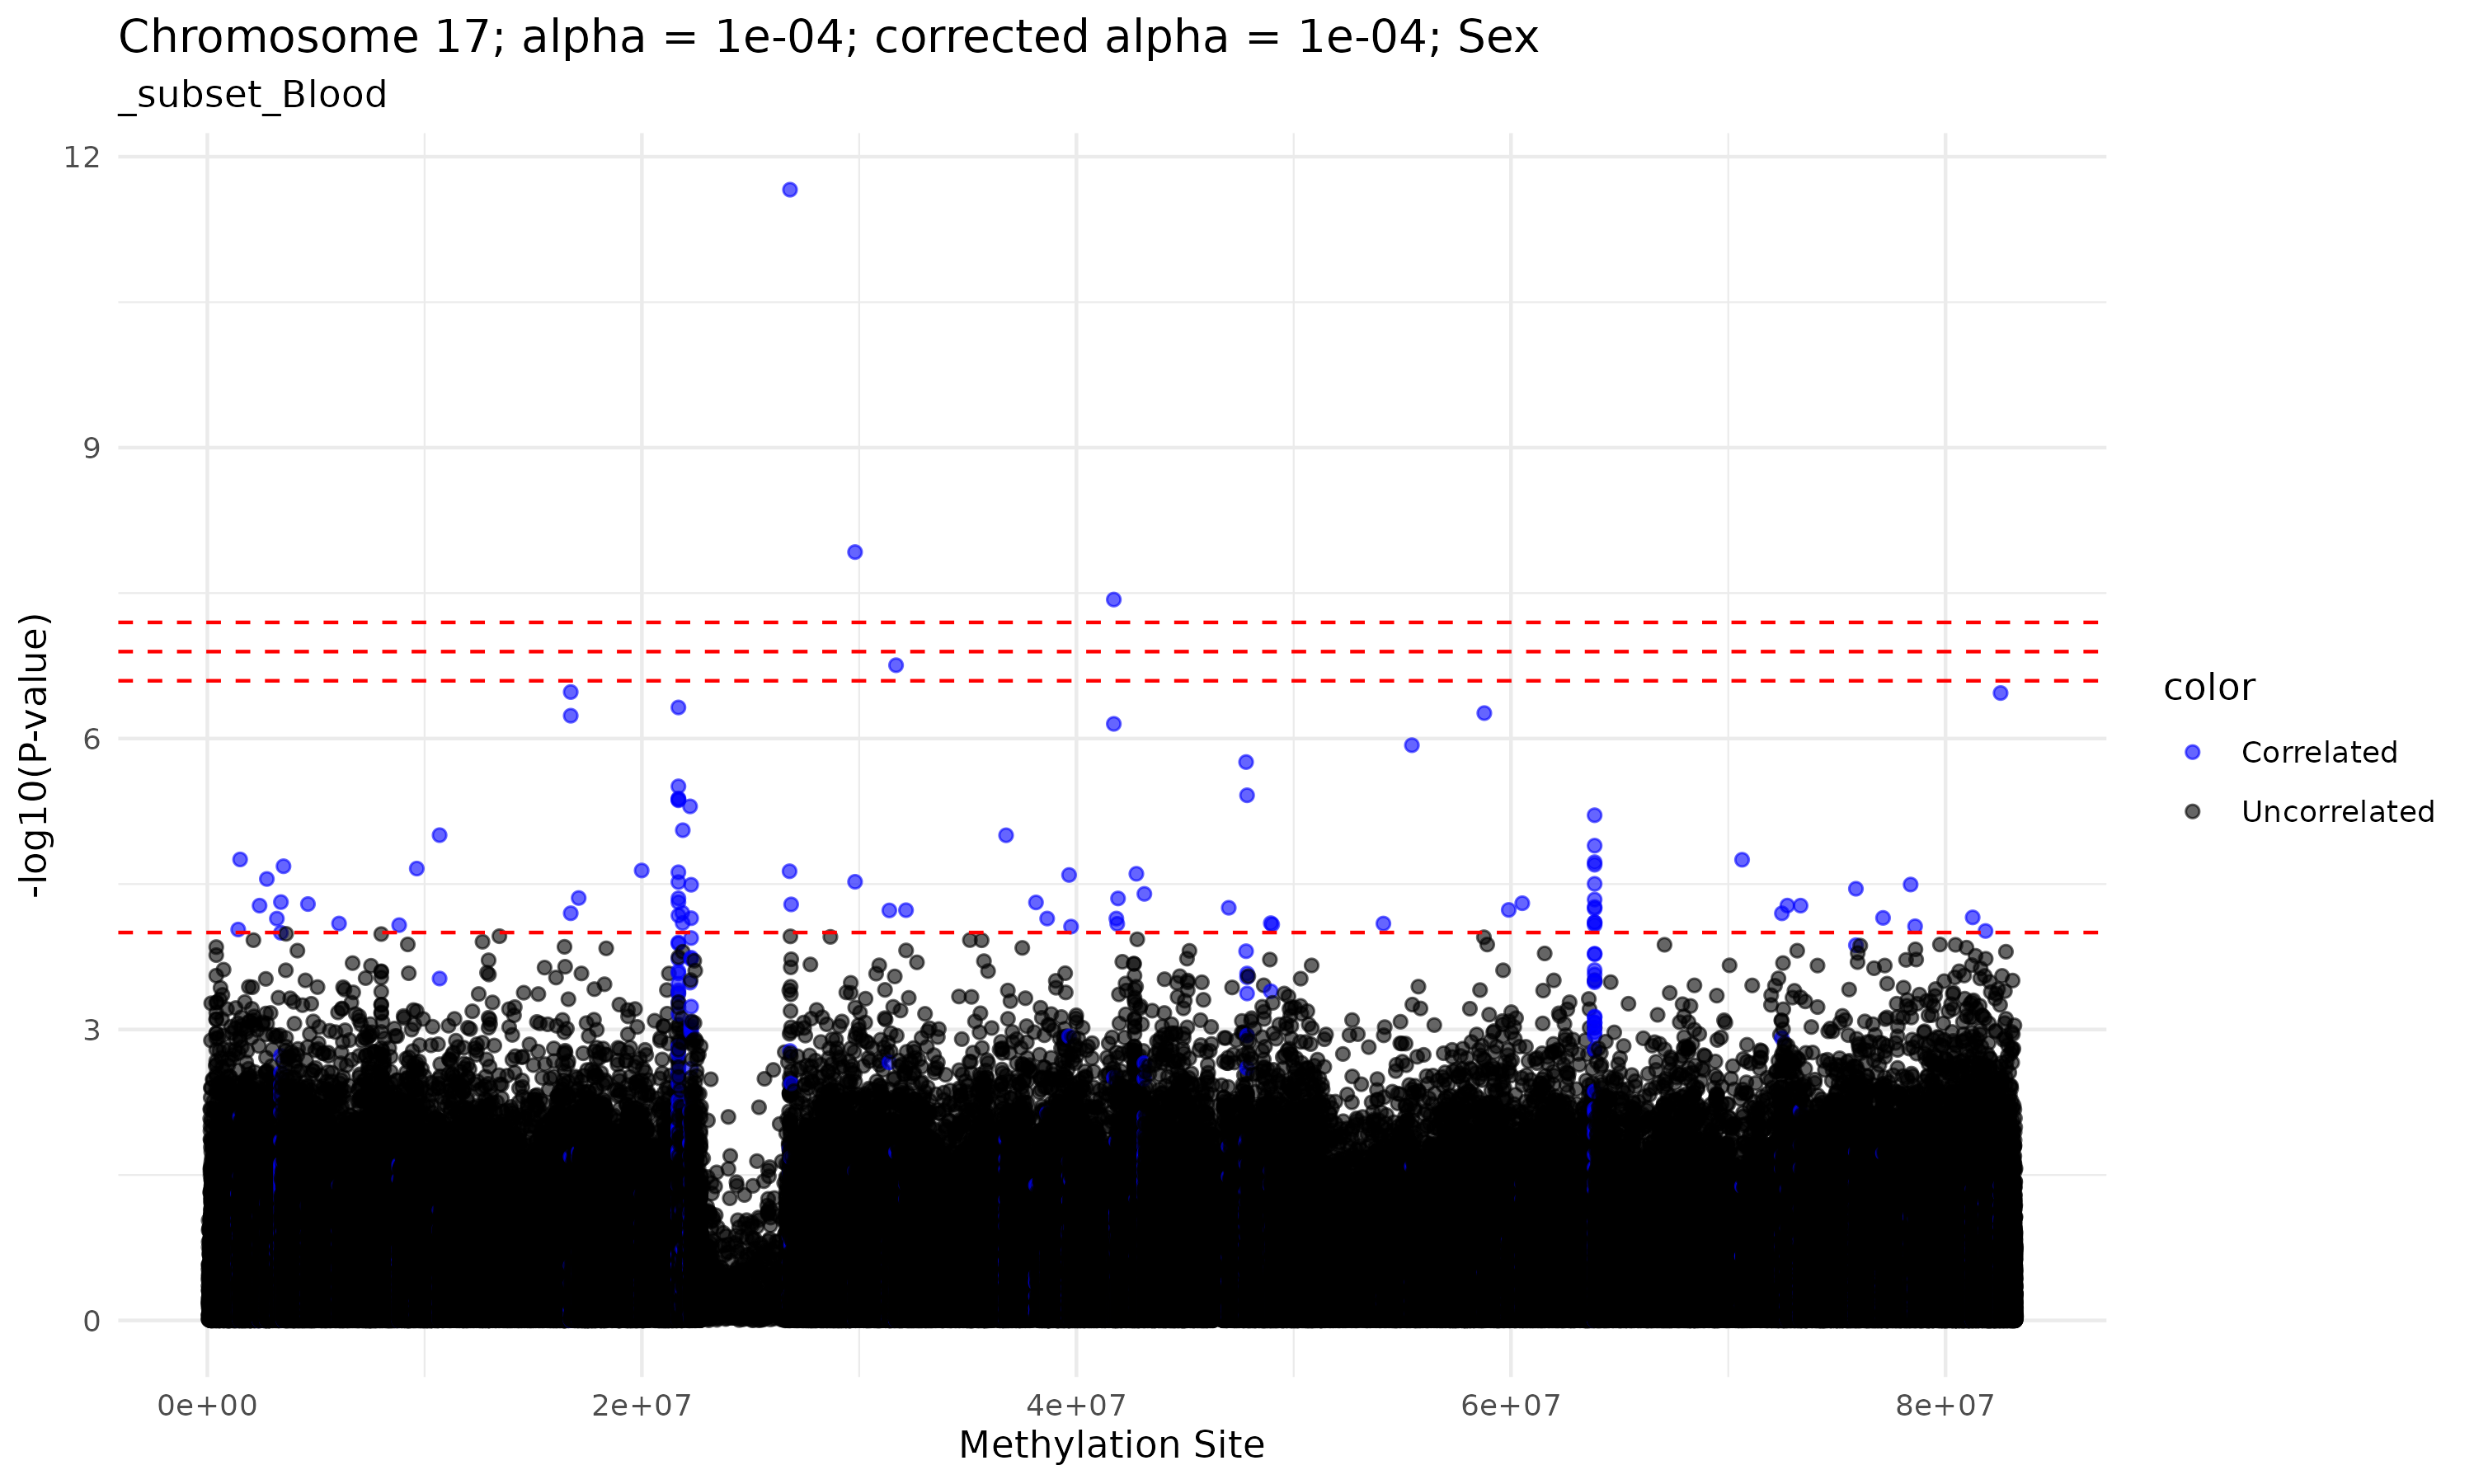 Chromosome 17; alpha = 1e-04; corrected alpha = 1e-04; Sex
_subset_Blood
12
9
6
3
0
-log10(P-value)
0e+00 2e+07 4e+07 6e+07 8e+07
Methylation Site
color
Correlated
Uncorrelated